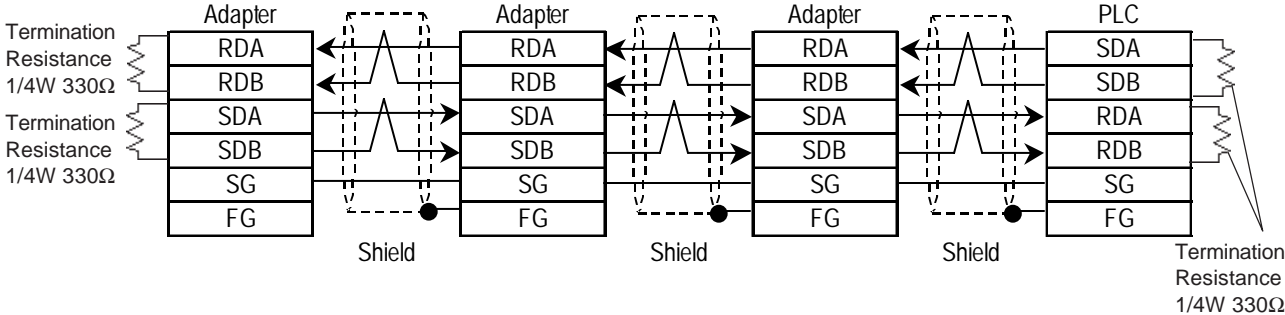 Adapter Adapter Adapter PLC
Termination
Resistance
1/4W 330Ω
Termination
Resistance
1/4W 330Ω
RDA RDA RDA SDA
RDB RDB RDB SDB
SDA SDA SDA RDA
SDB SDB SDB RDB
SG SG SG SG
FG FG FG FG
Shield Shield Shield
Termination
Resistance
1/4W 330Ω